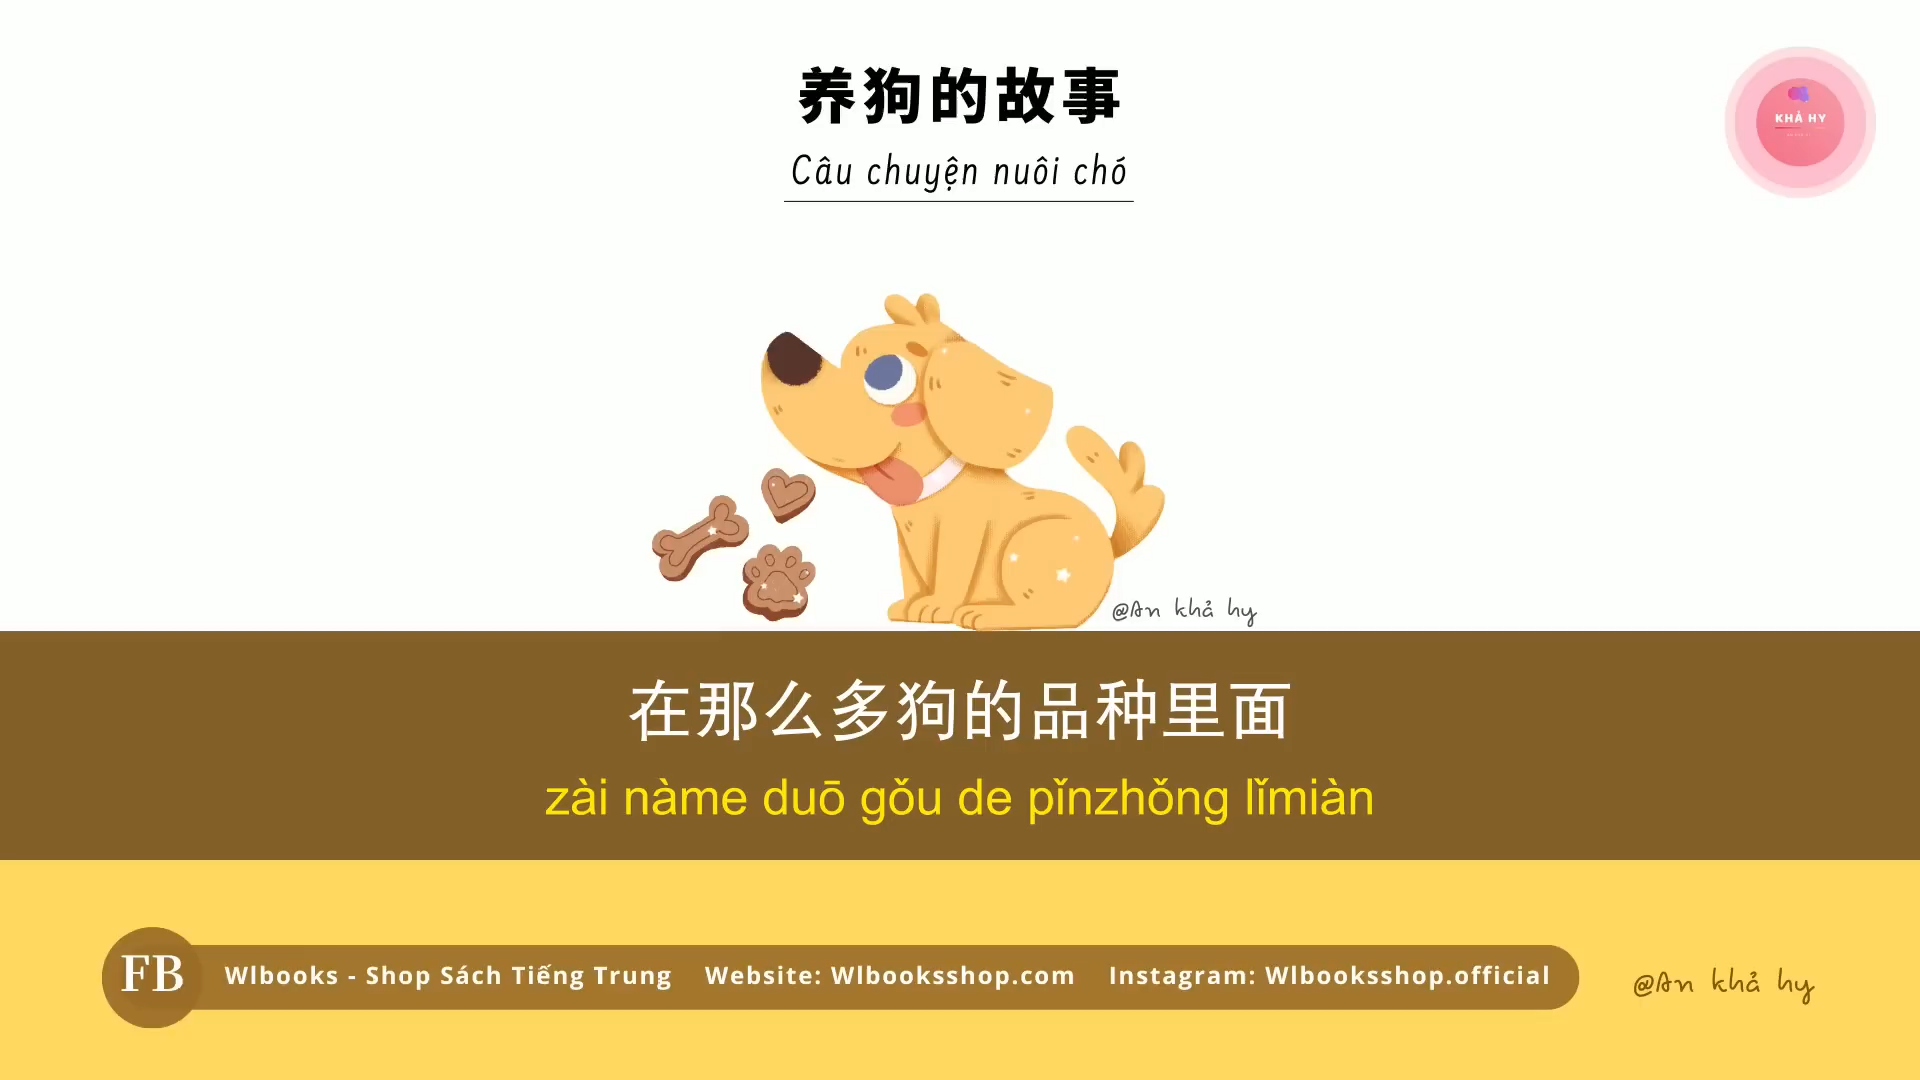 养狗的故事
Câu chuyện nuôi chó
KHẢ HY
@An khả hy
在那么多狗的品种里面
zài nàme duō gǒu de pǐnzhǒng lǐmiàn
FB Wlbooks - Shop Sách Tiếng Trung Website: Wlbooksshop.com Instagram: Wlbooksshop.official
@An khả hy